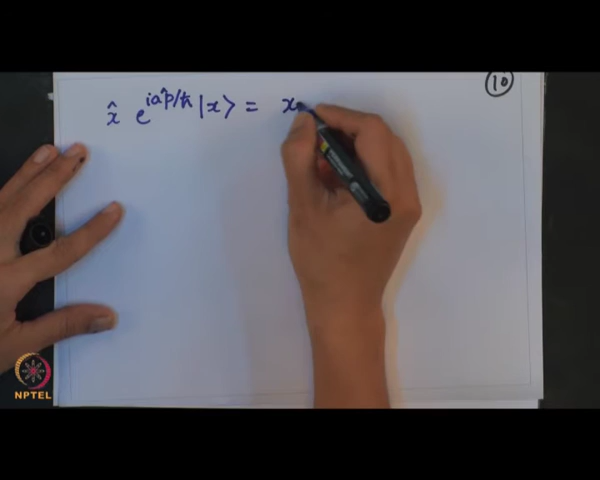 10
x̂ e^{iap̂/ħ} |x⟩ = x
NPTEL